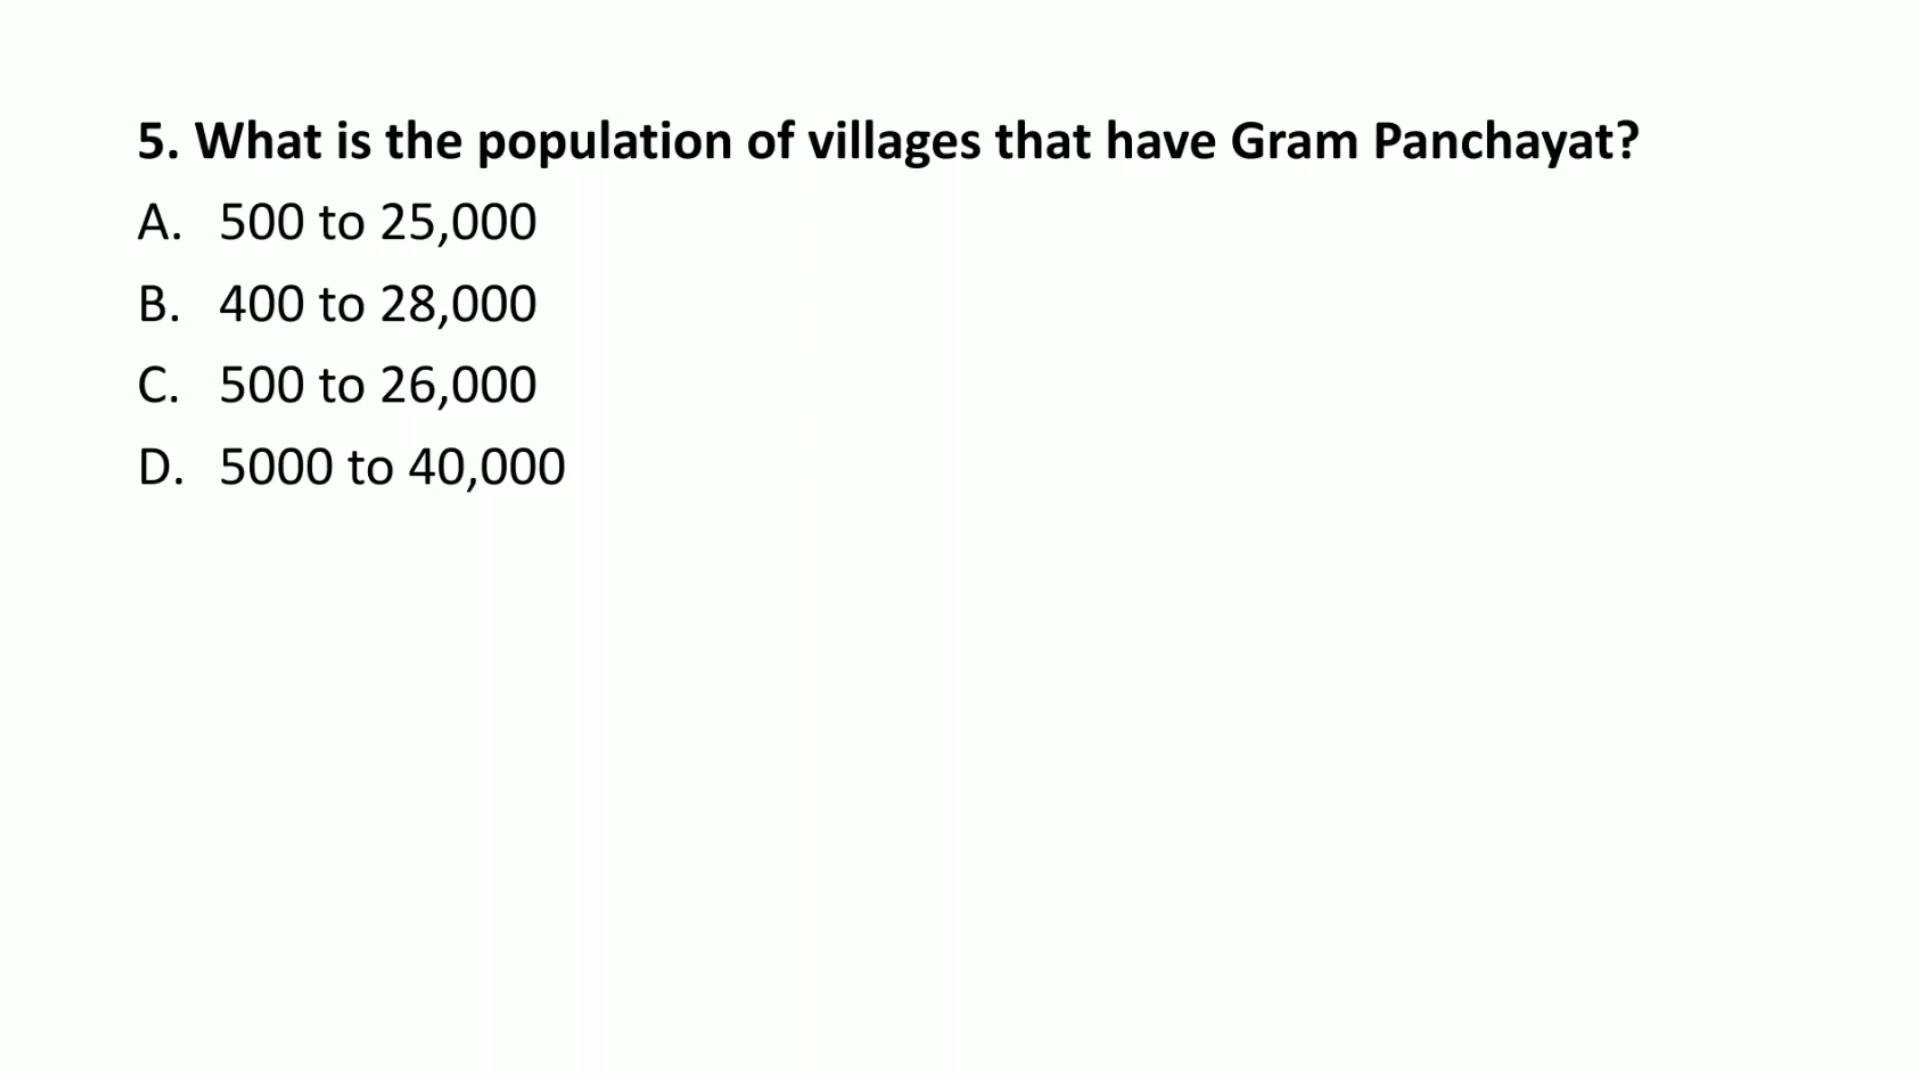 5. What is the population of villages that have Gram Panchayat?
A. 500 to 25,000
B. 400 to 28,000
C. 500 to 26,000
D. 5000 to 40,000